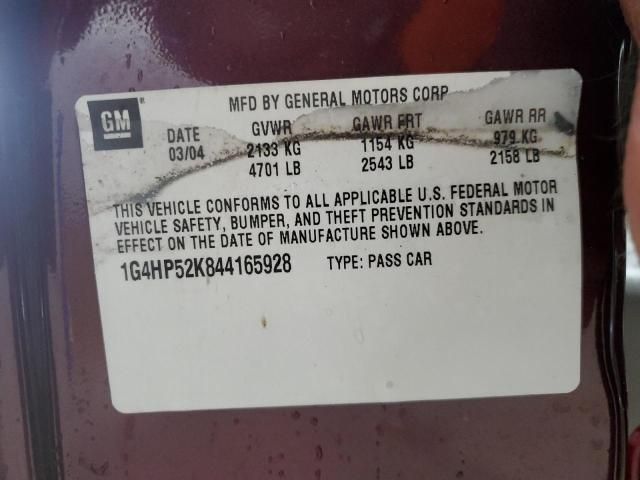 GM®
MFD BY GENERAL MOTORS CORP
DATE GVWR GAWR FRT GAWR RR
03/04 2133 KG 1154 KG 979 KG
4701 LB 2543 LB 2158 LB
THIS VEHICLE CONFORMS TO ALL APPLICABLE U.S. FEDERAL MOTOR
VEHICLE SAFETY, BUMPER, AND THEFT PREVENTION STANDARDS IN
EFFECT ON THE DATE OF MANUFACTURE SHOWN ABOVE.
1G4HP52K844165928 TYPE: PASS CAR